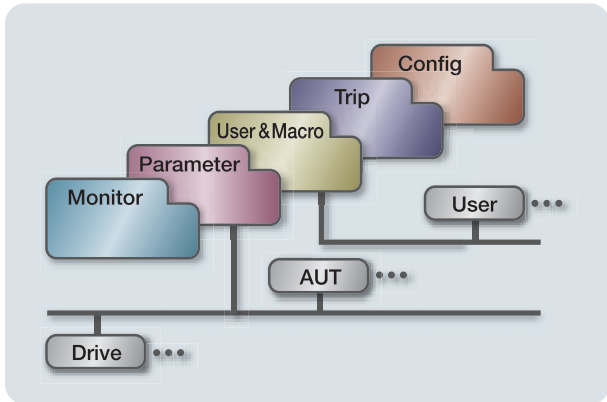 Config
Trip
User & Macro
Parameter
Monitor
User
AUT
Drive